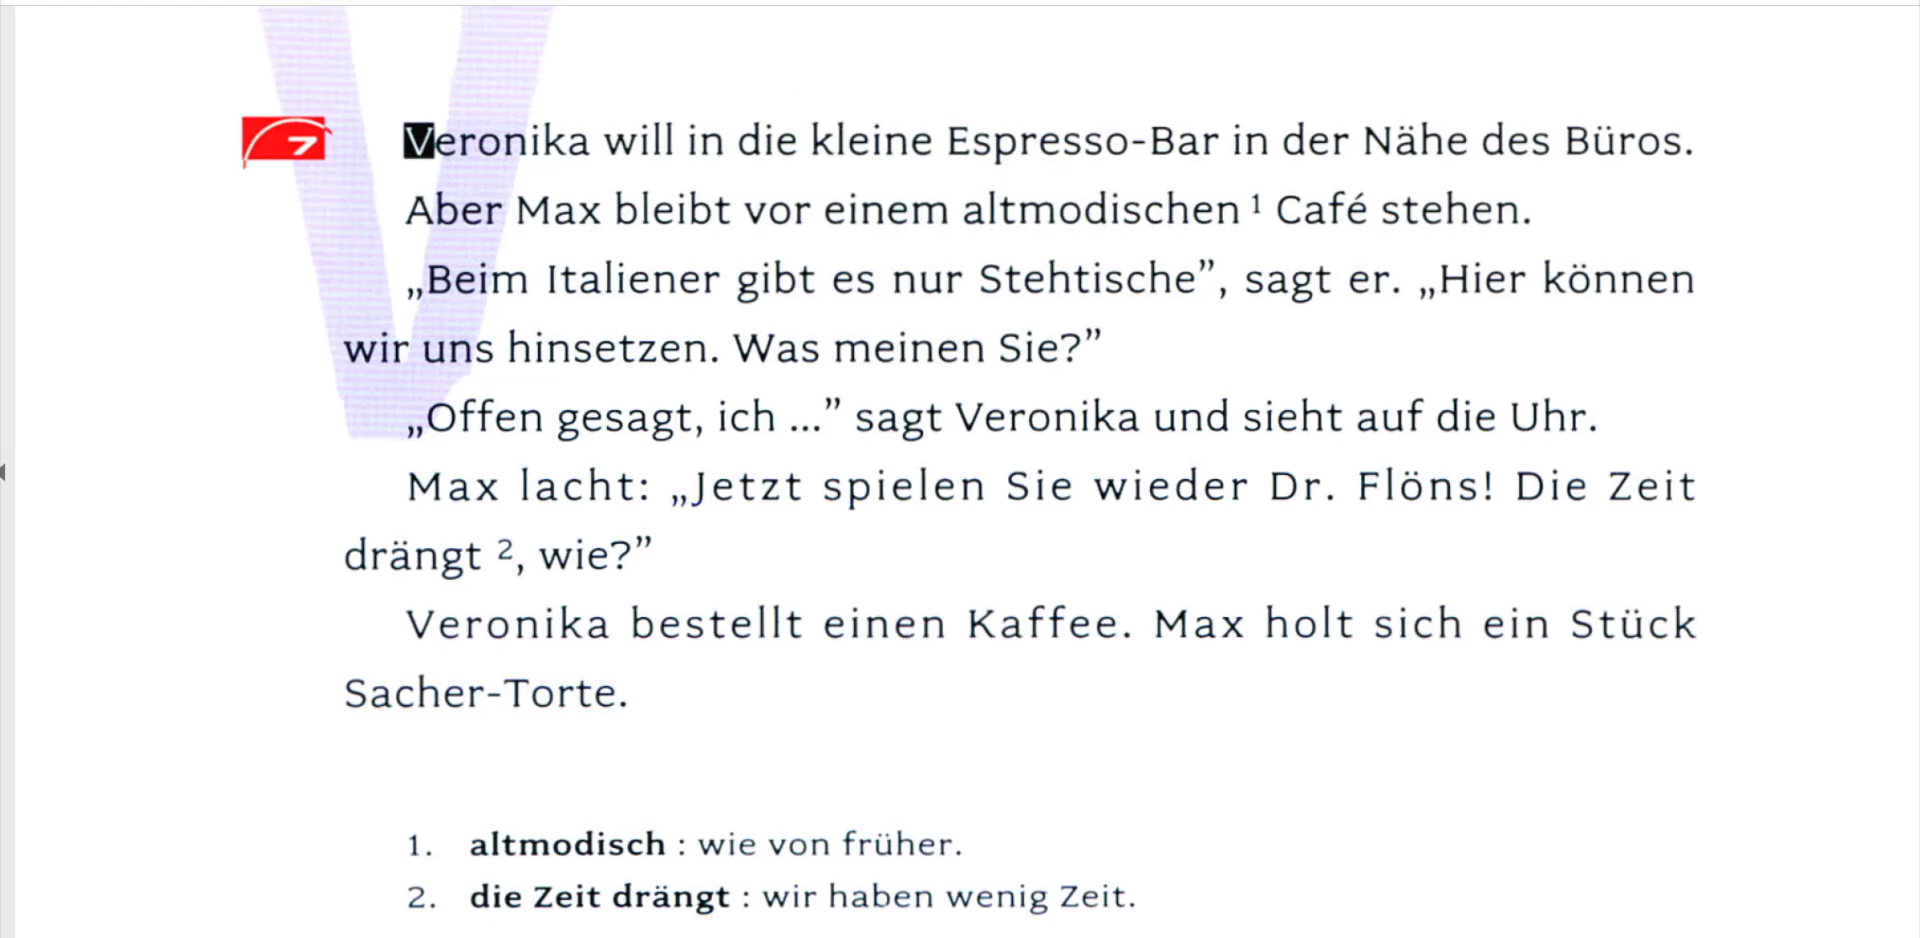 7
Veronika will in die kleine Espresso-Bar in der Nähe des Büros.
Aber Max bleibt vor einem altmodischen ¹ Café stehen.
„Beim Italiener gibt es nur Stehtische”, sagt er. „Hier können
wir uns hinsetzen. Was meinen Sie?”
„Offen gesagt, ich ...” sagt Veronika und sieht auf die Uhr.
Max lacht: „Jetzt spielen Sie wieder Dr. Flöns! Die Zeit
drängt ², wie?”
Veronika bestellt einen Kaffee. Max holt sich ein Stück
Sacher-Torte.
1. altmodisch : wie von früher.
2. die Zeit drängt : wir haben wenig Zeit.